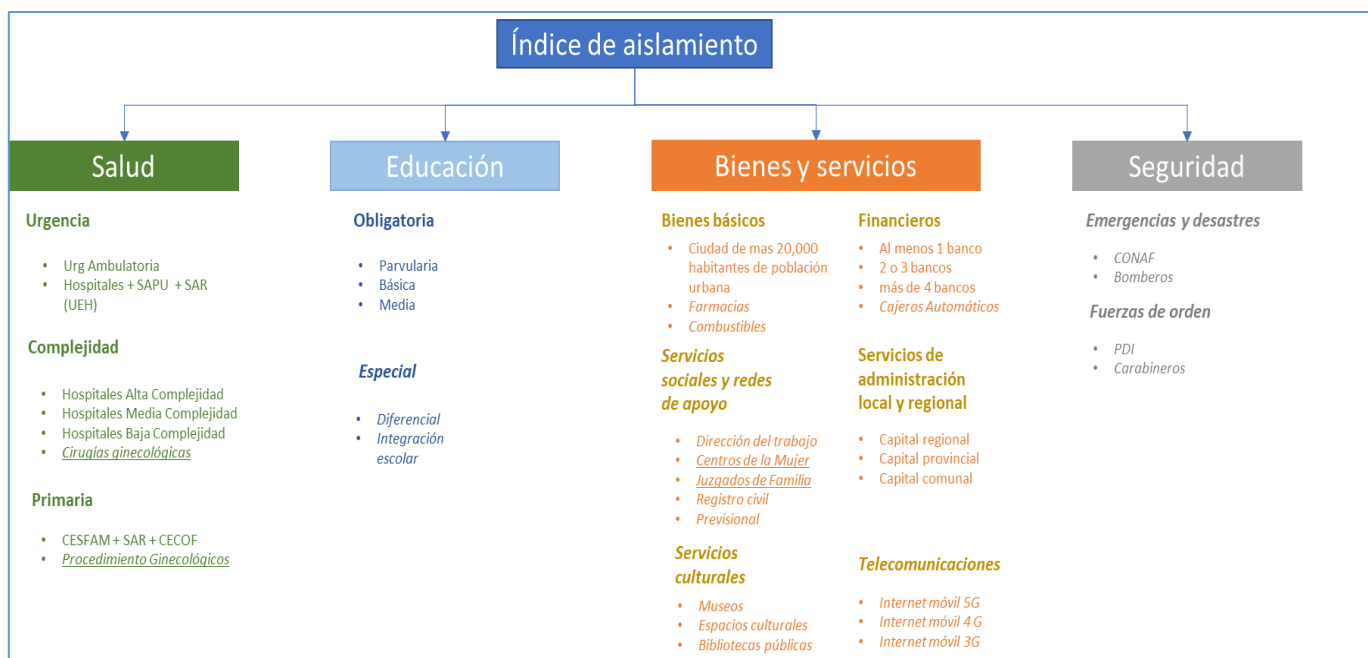 Índice de aislamiento
Salud
Urgencia
• Urg Ambulatoria
• Hospitales + SAPU + SAR
(UEH)
Complejidad
• Hospitales Alta Complejidad
• Hospitales Media Complejidad
• Hospitales Baja Complejidad
• Cirugías ginecológicas
Primaria
• CESFAM + SAR + CECOF
• Procedimiento Ginecológicos
Educación
Obligatoria
• Parvularia
• Básica
• Media
Especial
• Diferencial
• Integración
escolar
Bienes y servicios
Bienes básicos
• Ciudad de mas 20,000
habitantes de población
urbana
• Farmacias
• Combustibles
Servicios
sociales y redes
de apoyo
• Dirección del trabajo
• Centros de la Mujer
• Juzgados de Familia
• Registro civil
• Previsional
Servicios
culturales
• Museos
• Espacios culturales
• Bibliotecas públicas
Financieros
• Al menos 1 banco
• 2 o 3 bancos
• más de 4 bancos
• Cajeros Automáticos
Servicios de
administración
local y regional
• Capital regional
• Capital provincial
• Capital comunal
Telecomunicaciones
• Internet móvil 5G
• Internet móvil 4 G
• Internet móvil 3G
Seguridad
Emergencias y desastres
• CONAF
• Bomberos
Fuerzas de orden
• PDI
• Carabineros